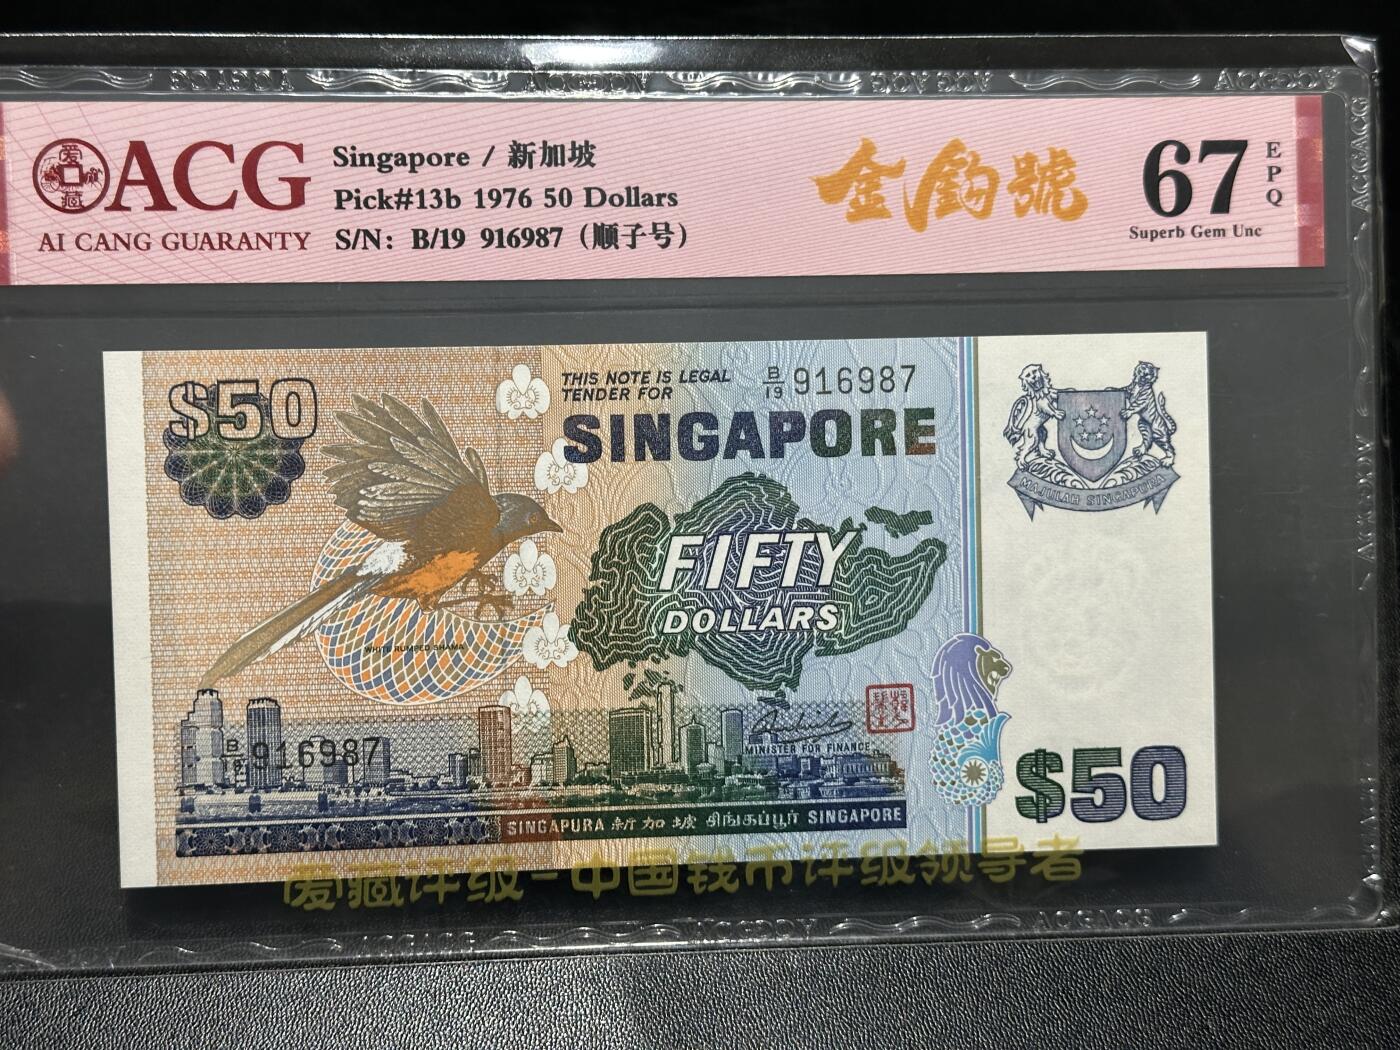 爱藏
ACG
AI CANG GUARANTY
Singapore / 新加坡
Pick#13b 1976 50 Dollars
S/N: B/19 916987 (顺子号)
金鈎號
67
EPQ
Superb Gem Unc
$50
THIS NOTE IS LEGAL
TENDER FOR
B/19 916987
SINGAPORE
MAJULAH SINGAPURA
FIFTY
DOLLARS
WHITE RUMPED SHAMA
B/19 916987
MINISTER FOR FINANCE
$50
SINGAPURA 新加坡 சிங்கப்பூர் SINGAPORE
爱藏评级-中国钱币评级领导者